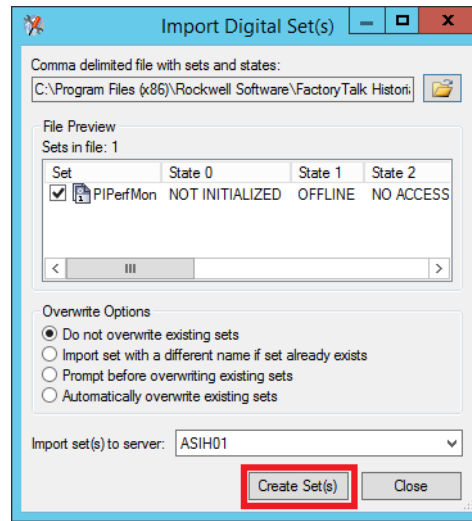 Import Digital Set(s)
Comma delimited file with sets and states:
C:\Program Files (x86)\Rockwell Software\FactoryTalk Histori
File Preview
Sets in file: 1
Set State 0 State 1 State 2
PIPerfMon NOT INITIALIZED OFFLINE NO ACCESS
Overwrite Options
Do not overwrite existing sets
Import set with a different name if set already exists
Prompt before overwriting existing sets
Automatically overwrite existing sets
Import set(s) to server: ASIH01
Create Set(s) Close